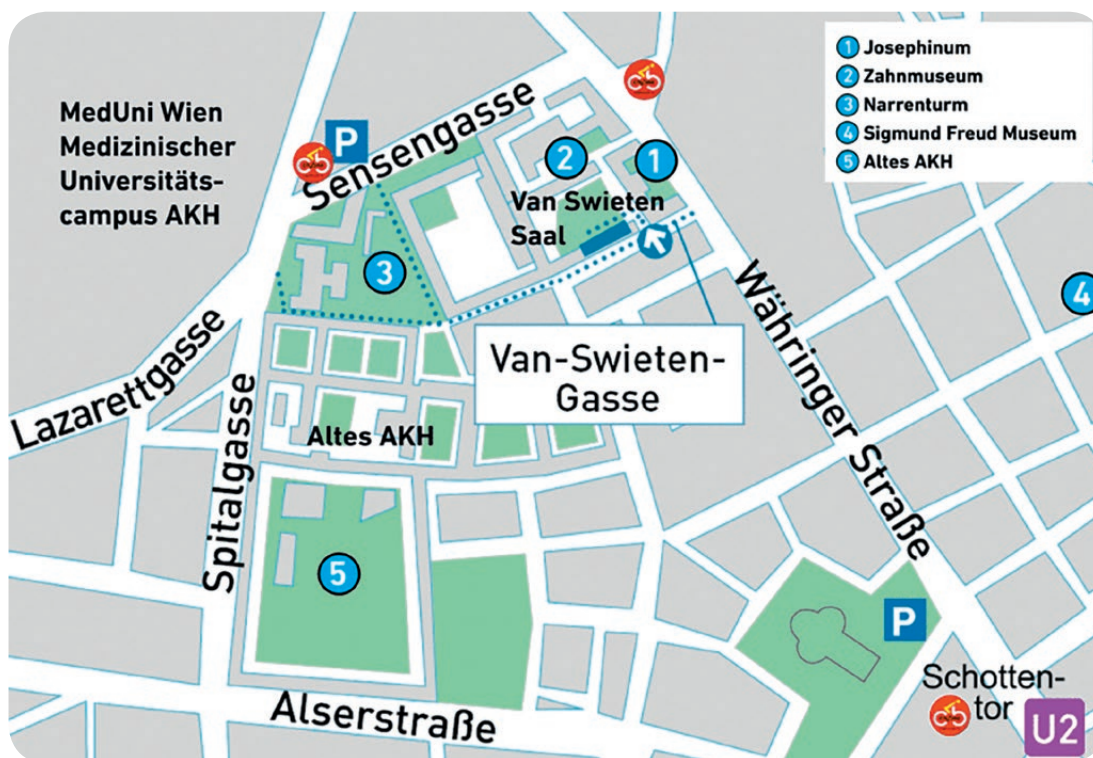 MedUni Wien
Medizinischer
Universitäts-
campus AKH
P
Sensengasse
1 Josephinum
2 Zahnmuseum
3 Narrenturm
4 Sigmund Freud Museum
5 Altes AKH
2
1
Van Swieten
Saal
3
4
Währinger Straße
Van-Swieten-
Gasse
Lazarettgasse
Spitalgasse
Altes AKH
5
P
Alserstraße
Schotten-
tor
U2